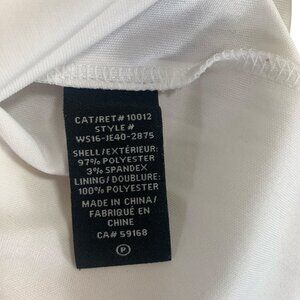 CAT/RET# 10012
STYLE #
WS16-JE40-2875
SHELL/EXTÉRIEUR:
97% POLYESTER
3% SPANDEX
LINING/DOUBLURE:
100% POLYESTER
MADE IN CHINA/
FABRIQUÉ EN
CHINE
CA# 59168
P